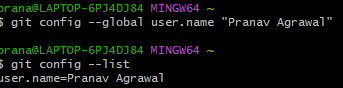 prana@LAPTOP-6PJ4DJ84 MINGW64 ~
$ git config --global user.name "Pranav Agrawal"
prana@LAPTOP-6PJ4DJ84 MINGW64 ~
$ git config --list
user.name=Pranav Agrawal